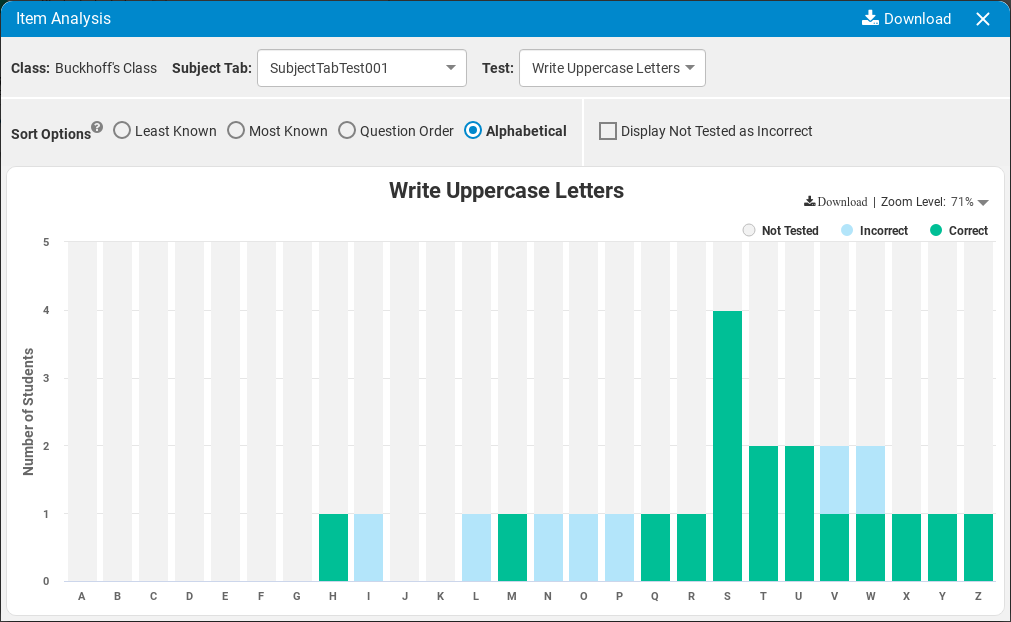 Item Analysis Download
Class: Buckhoff's Class Subject Tab: SubjectTabTest001 Test: Write Uppercase Letters
Sort Options ? Least Known Most Known Question Order Alphabetical Display Not Tested as Incorrect
Write Uppercase Letters
Download | Zoom Level: 71%
Not Tested Incorrect Correct
5
4
3
2
1
0
Number of Students
A B C D E F G H I J K L M N O P Q R S T U V W X Y Z